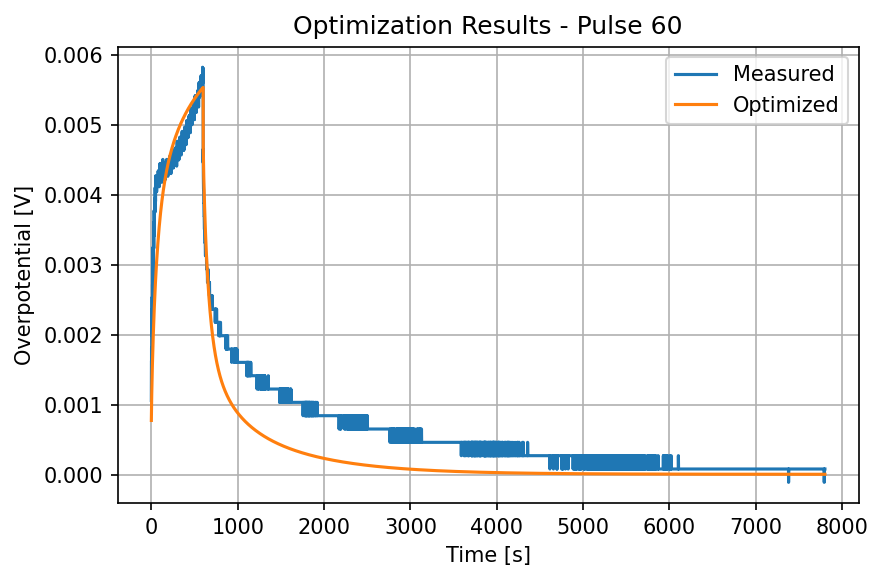 Optimization Results - Pulse 60
Measured
Optimized
Overpotential [V]
0.006
0.005
0.004
0.003
0.002
0.001
0.000
0 1000 2000 3000 4000 5000 6000 7000 8000
Time [s]